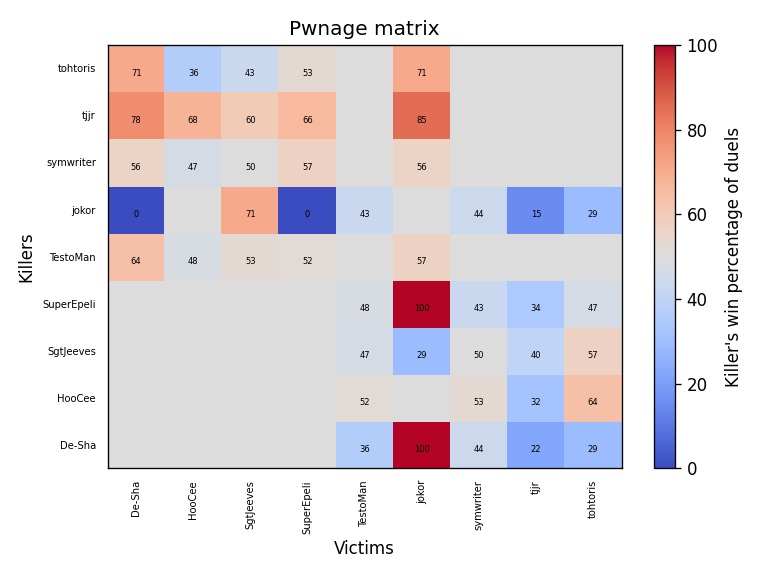 Pwnage matrix
Killers
tohtoris 71 36 43 53 71
tjjr 78 68 60 66 85
symwriter 56 47 50 57 56
jokor 0 71 0 43 44 15 29
TestoMan 64 48 53 52 57
SuperEpeli 48 100 43 34 47
SgtJeeves 47 29 50 40 57
HooCee 52 53 32 64
De-Sha 36 100 44 22 29
De-Sha HooCee SgtJeeves SuperEpeli TestoMan jokor symwriter tjjr tohtoris
Victims
100
80
60
40
20
0
Killer's win percentage of duels